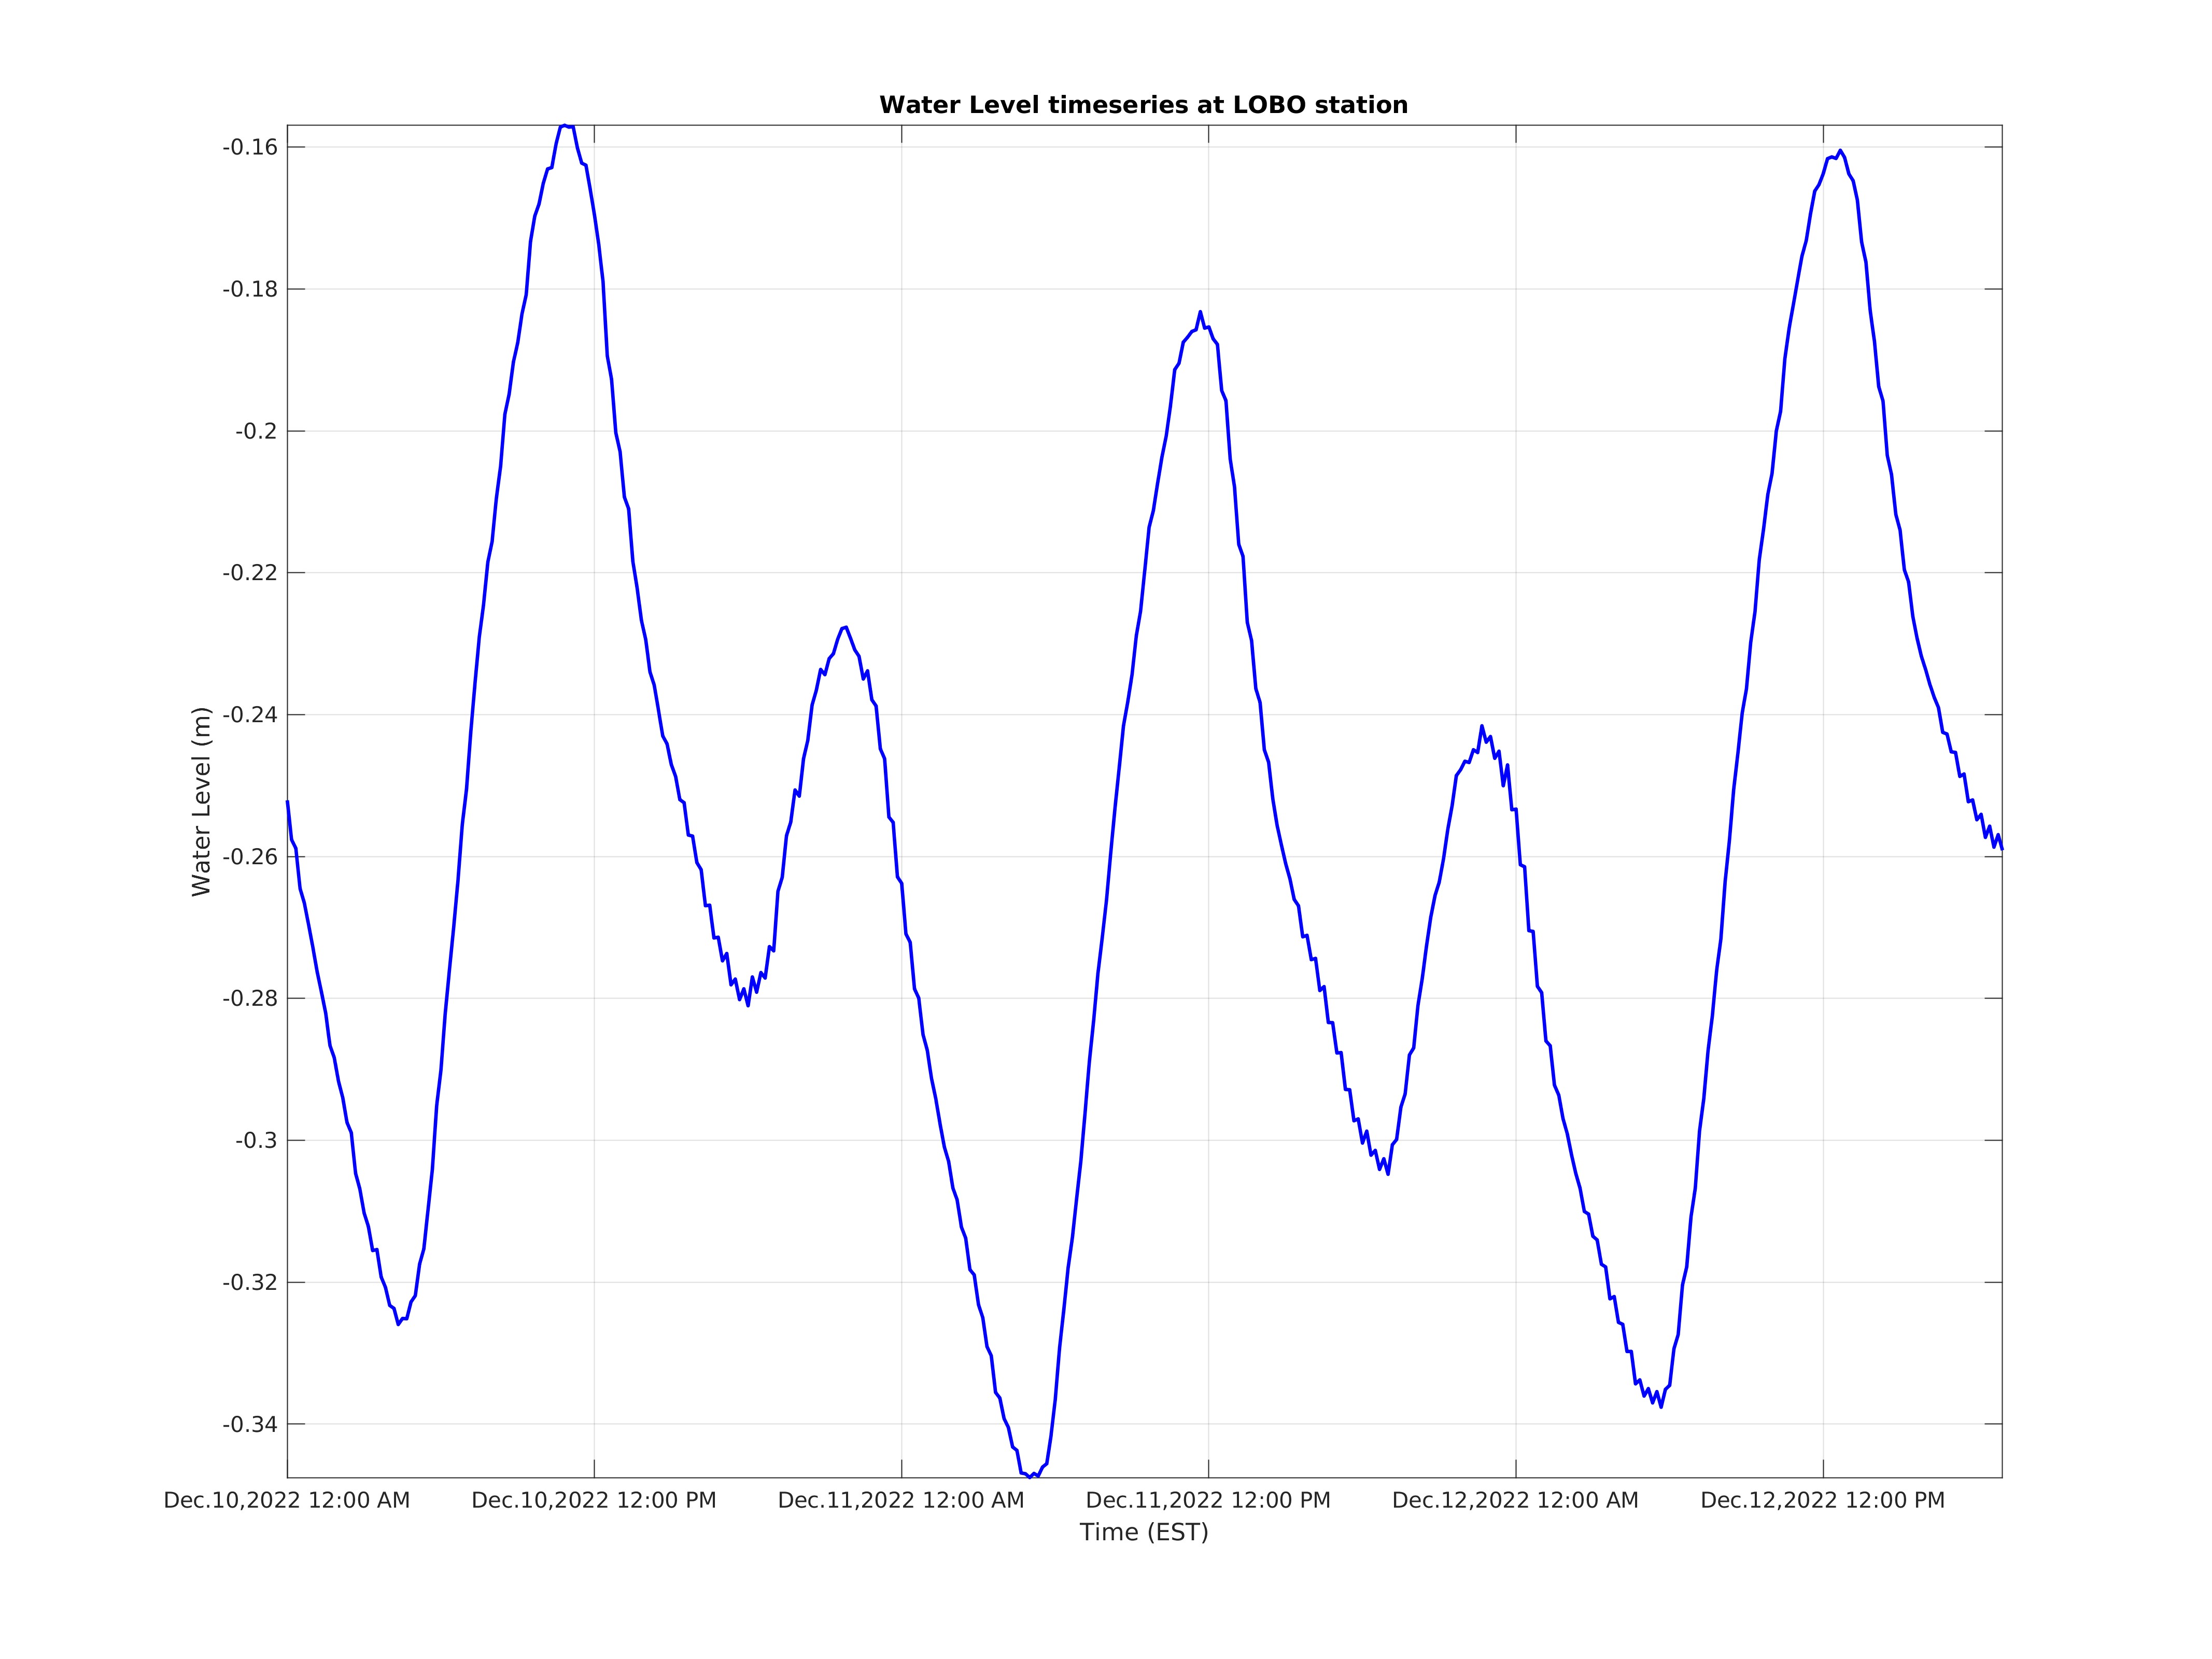 Water Level timeseries at LOBO station
-0.16
-0.18
-0.2
-0.22
-0.24
-0.26
-0.28
-0.3
-0.32
-0.34
Water Level (m)
Dec.10,2022 12:00 AM
Dec.10,2022 12:00 PM
Dec.11,2022 12:00 AM
Dec.11,2022 12:00 PM
Dec.12,2022 12:00 AM
Dec.12,2022 12:00 PM
Time (EST)